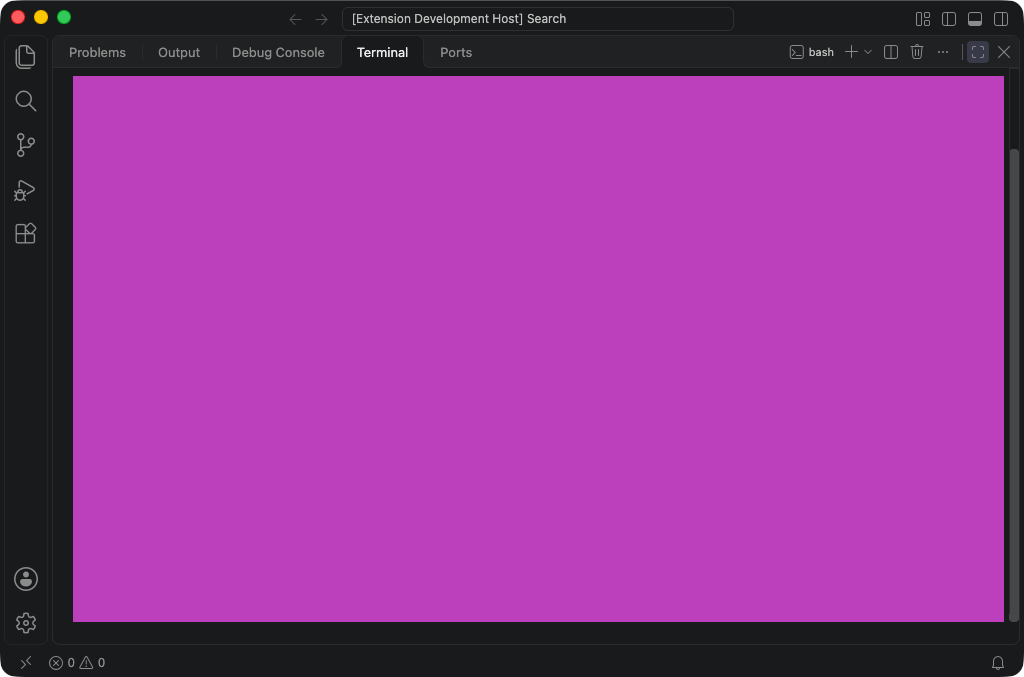 [Extension Development Host] Search
Problems Output Debug Console Terminal Ports bash
0 0